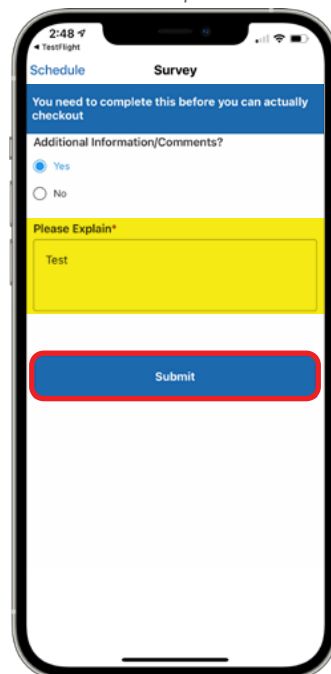 2:48
◀ TestFlight
Schedule
Survey
You need to complete this before you can actually
checkout
Additional Information/Comments?
Yes
No
Please Explain*
Test
Submit